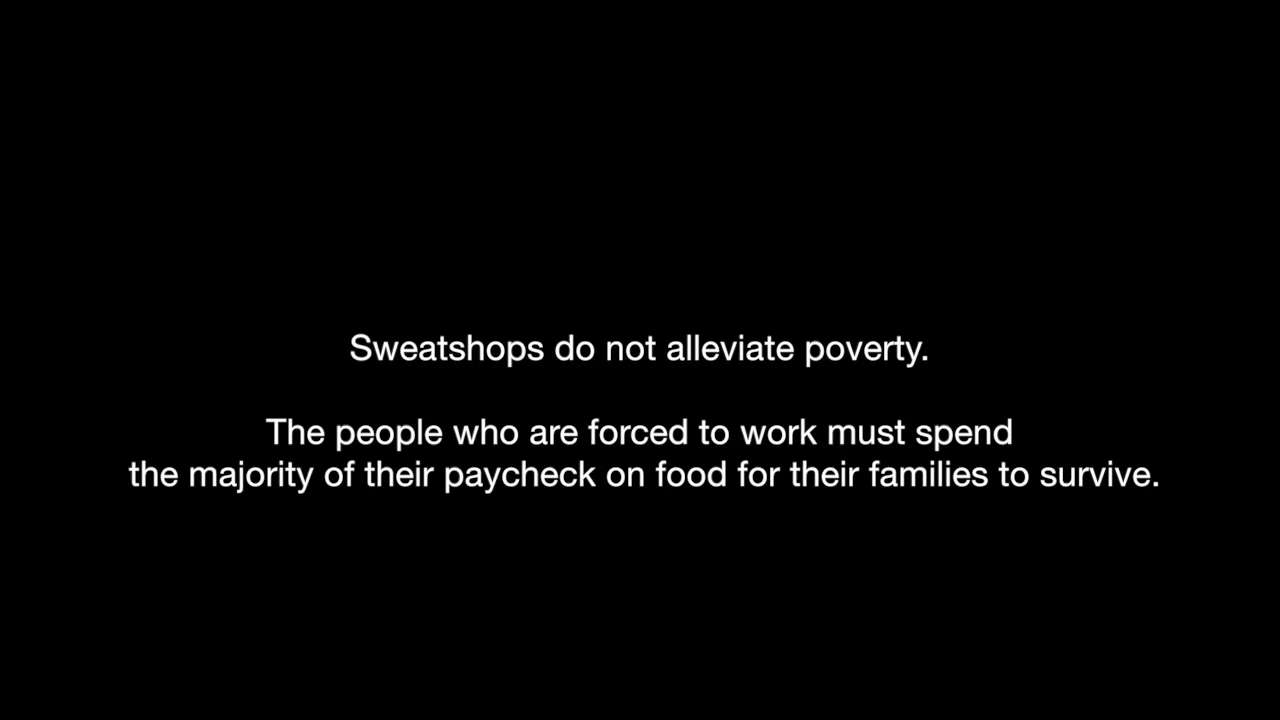 Sweatshops do not alleviate poverty.
The people who are forced to work must spend
the majority of their paycheck on food for their families to survive.